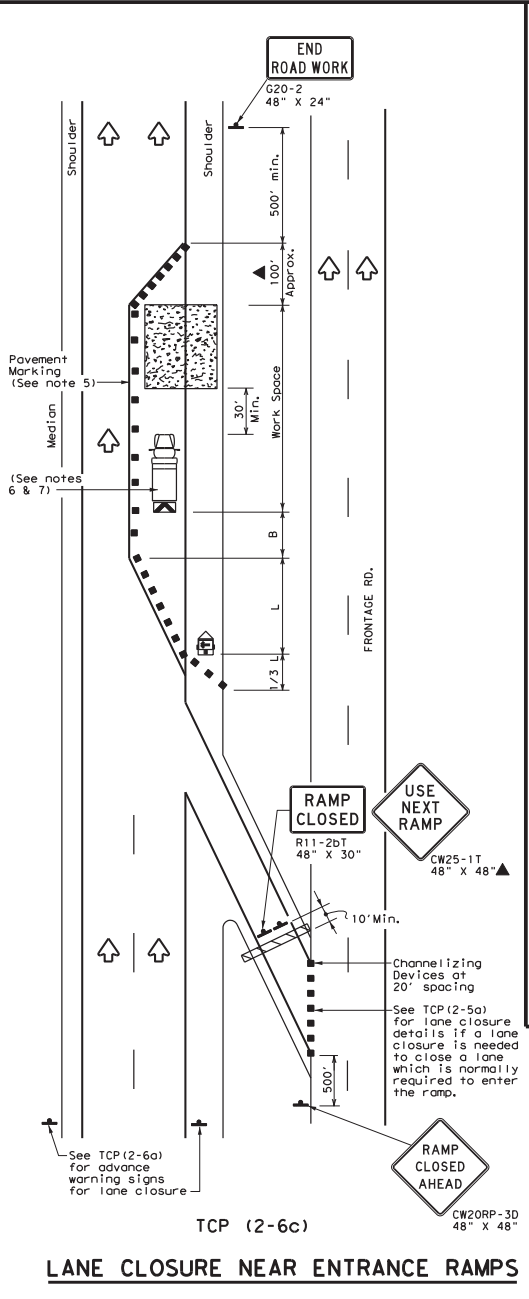 END
ROAD WORK
G20-2
48" X 24"
Shoulder
Shoulder
500' min.
▲ 100'
Approx.
Pavement
Marking
(See note 5)
Work Space
30'
Min.
Median
(See notes
6 & 7)
B
L
FRONTAGE RD.
1/3 L
RAMP
CLOSED
R11-2bT
48" X 30"
USE
NEXT
RAMP
CW25-1T
48" X 48"▲
10' Min.
Channelizing
Devices at
20' spacing
See TCP(2-5a)
for lane closure
details if a lane
closure is needed
to close a lane
which is normally
required to enter
the ramp.
500'
See TCP(2-6a)
for advance
warning signs
for lane closure
RAMP
CLOSED
AHEAD
CW20RP-3D
48" X 48"
TCP (2-6c)
LANE CLOSURE NEAR ENTRANCE RAMPS